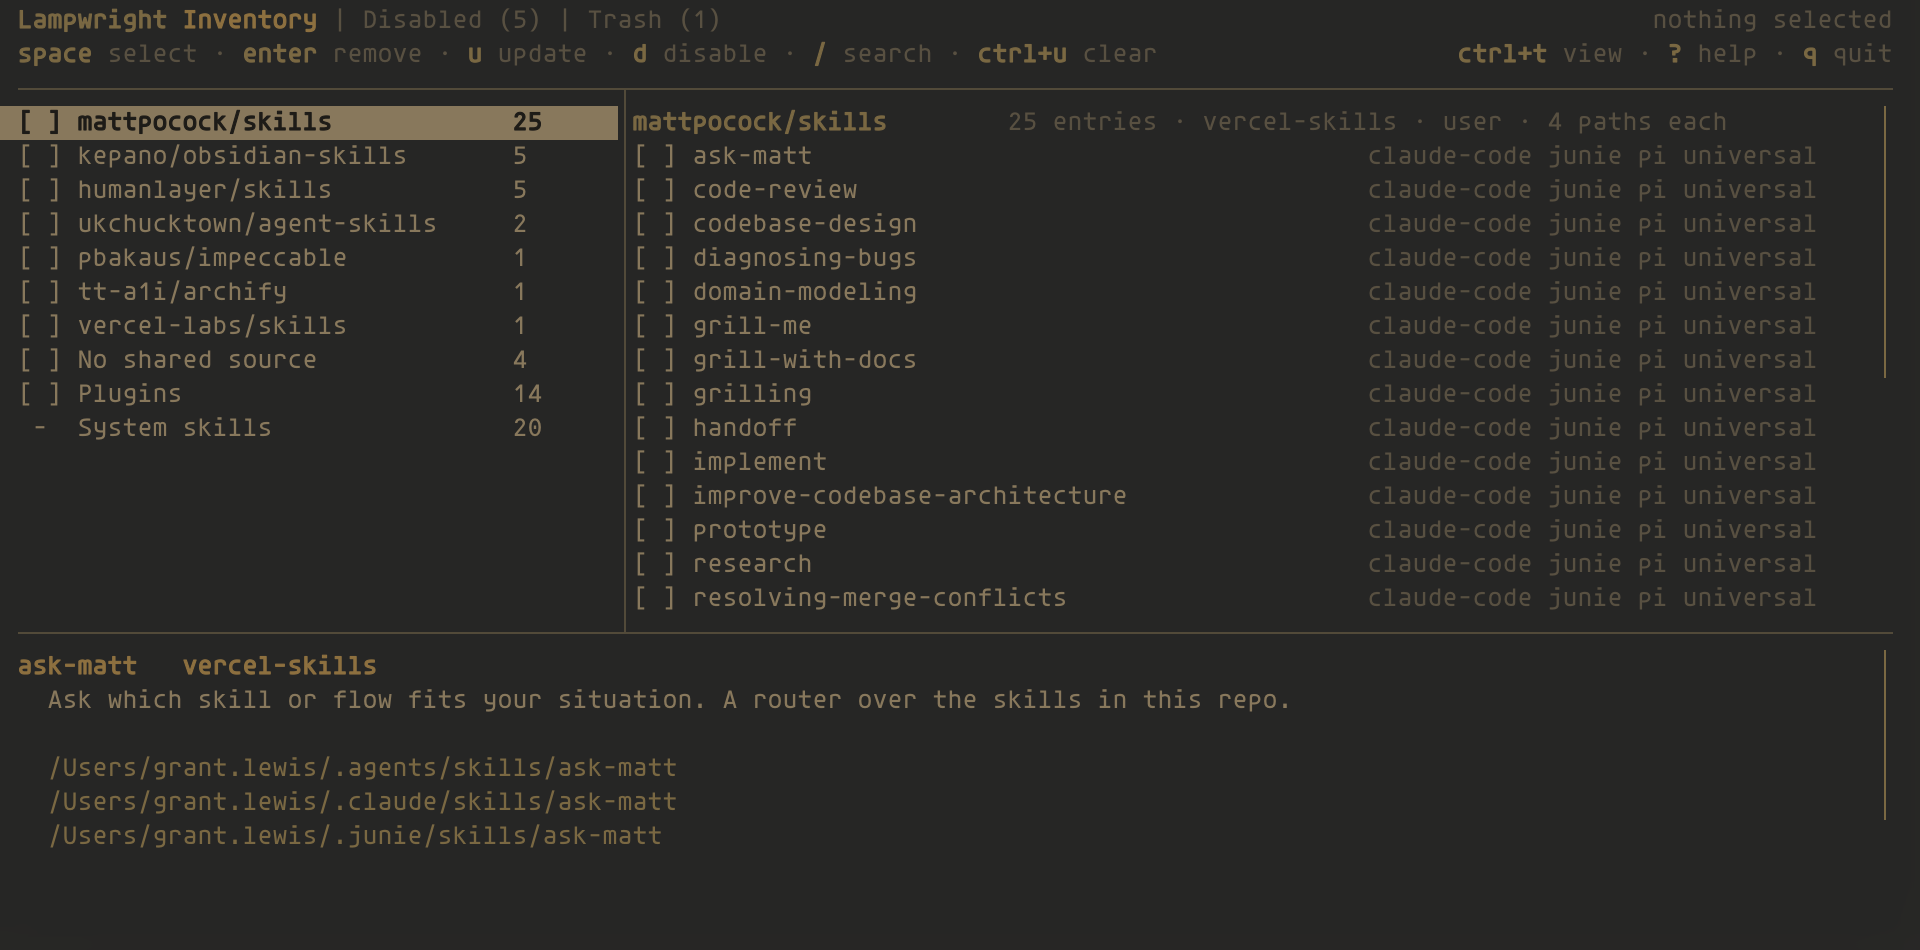 Lampwright Inventory | Disabled (5) | Trash (1) nothing selected
space select · enter remove · u update · d disable · / search · ctrl+u clear ctrl+t view · ? help · q quit
[ ] mattpocock/skills 25
[ ] kepano/obsidian-skills 5
[ ] humanlayer/skills 5
[ ] ukchucktown/agent-skills 2
[ ] pbakaus/impeccable 1
[ ] tt-a1i/archify 1
[ ] vercel-labs/skills 1
[ ] No shared source 4
[ ] Plugins 14
- System skills 20
mattpocock/skills 25 entries · vercel-skills · user · 4 paths each
[ ] ask-matt claude-code junie pi universal
[ ] code-review claude-code junie pi universal
[ ] codebase-design claude-code junie pi universal
[ ] diagnosing-bugs claude-code junie pi universal
[ ] domain-modeling claude-code junie pi universal
[ ] grill-me claude-code junie pi universal
[ ] grill-with-docs claude-code junie pi universal
[ ] grilling claude-code junie pi universal
[ ] handoff claude-code junie pi universal
[ ] implement claude-code junie pi universal
[ ] improve-codebase-architecture claude-code junie pi universal
[ ] prototype claude-code junie pi universal
[ ] research claude-code junie pi universal
[ ] resolving-merge-conflicts claude-code junie pi universal
ask-matt vercel-skills
Ask which skill or flow fits your situation. A router over the skills in this repo.
/Users/grant.lewis/.agents/skills/ask-matt
/Users/grant.lewis/.claude/skills/ask-matt
/Users/grant.lewis/.junie/skills/ask-matt